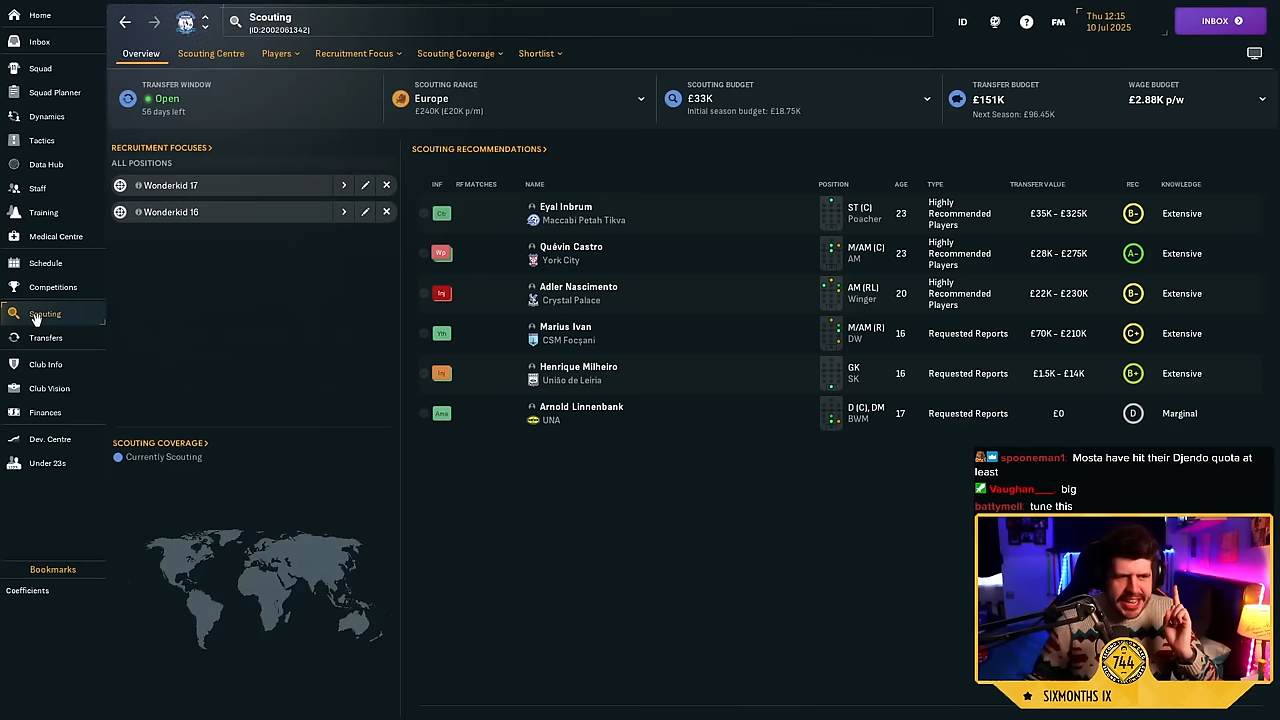 Home
Inbox
Squad
Squad Planner
Dynamics
Tactics
Data Hub
Staff
Training
Medical Centre
Schedule
Competitions
Scouting
Transfers
Club Info
Club Vision
Finances
Dev. Centre
Under 23s
Bookmarks
Coefficients
Scouting
(ID:2002061342)
ID
FM
Thu 12:15
10 Jul 2025
INBOX
Overview
Scouting Centre
Players
Recruitment Focus
Scouting Coverage
Shortlist
TRANSFER WINDOW
Open
56 days left
SCOUTING RANGE
Europe
£240K (£20K p/m)
SCOUTING BUDGET
£33K
Initial season budget: £18.75K
TRANSFER BUDGET
£151K
Next Season: £96.45K
WAGE BUDGET
£2.88K p/w
RECRUITMENT FOCUSES >
ALL POSITIONS
Wonderkid 17
Wonderkid 16
SCOUTING COVERAGE >
Currently Scouting
SCOUTING RECOMMENDATIONS >
INF RF MATCHES NAME POSITION AGE TYPE TRANSFER VALUE REC KNOWLEDGE
Ctr Eyal Inbrum Maccabi Petah Tikva ST (C) Poacher 23 Highly Recommended Players £35K - £325K B- Extensive
Wp Quévin Castro York City M/AM (C) AM 23 Highly Recommended Players £28K - £275K A- Extensive
Inj Adler Nascimento Crystal Palace AM (RL) Winger 20 Highly Recommended Players £22K - £230K B- Extensive
Yth Marius Ivan CSM Focșani M/AM (R) DW 16 Requested Reports £70K - £210K C+ Extensive
Inj Henrique Milheiro União de Leiria GK SK 16 Requested Reports £1.5K - £14K B+ Extensive
Ama Arnold Linnenbank UNA D (C), DM BWM 17 Requested Reports £0 D Marginal
spooneman1: Mosta have hit their Djendo quota at
least
Vaughan___: big
battymell: tune this
744
SIXMONTHS IX